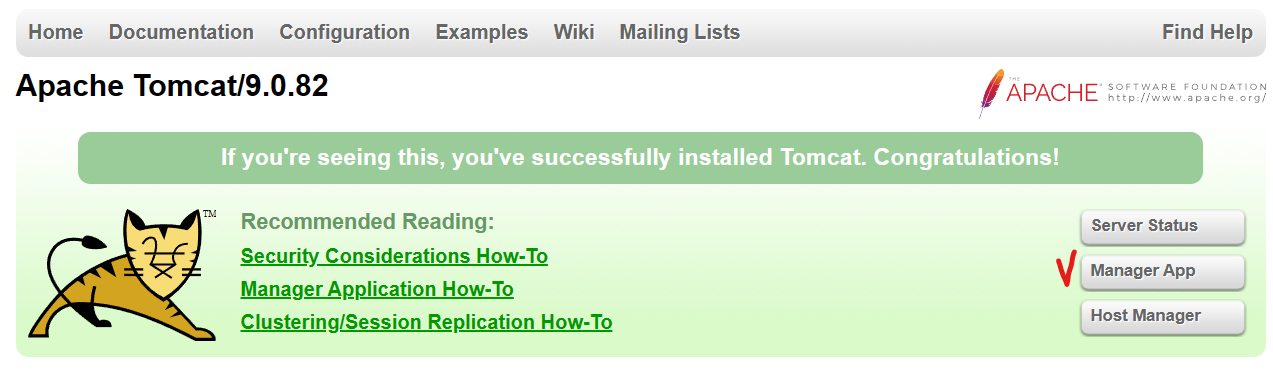 Home Documentation Configuration Examples Wiki Mailing Lists Find Help
Apache Tomcat/9.0.82
THE
APACHE® SOFTWARE FOUNDATION
http://www.apache.org/
If you're seeing this, you've successfully installed Tomcat. Congratulations!
TM
Recommended Reading:
Security Considerations How-To
Manager Application How-To
Clustering/Session Replication How-To
Server Status
Manager App
Host Manager